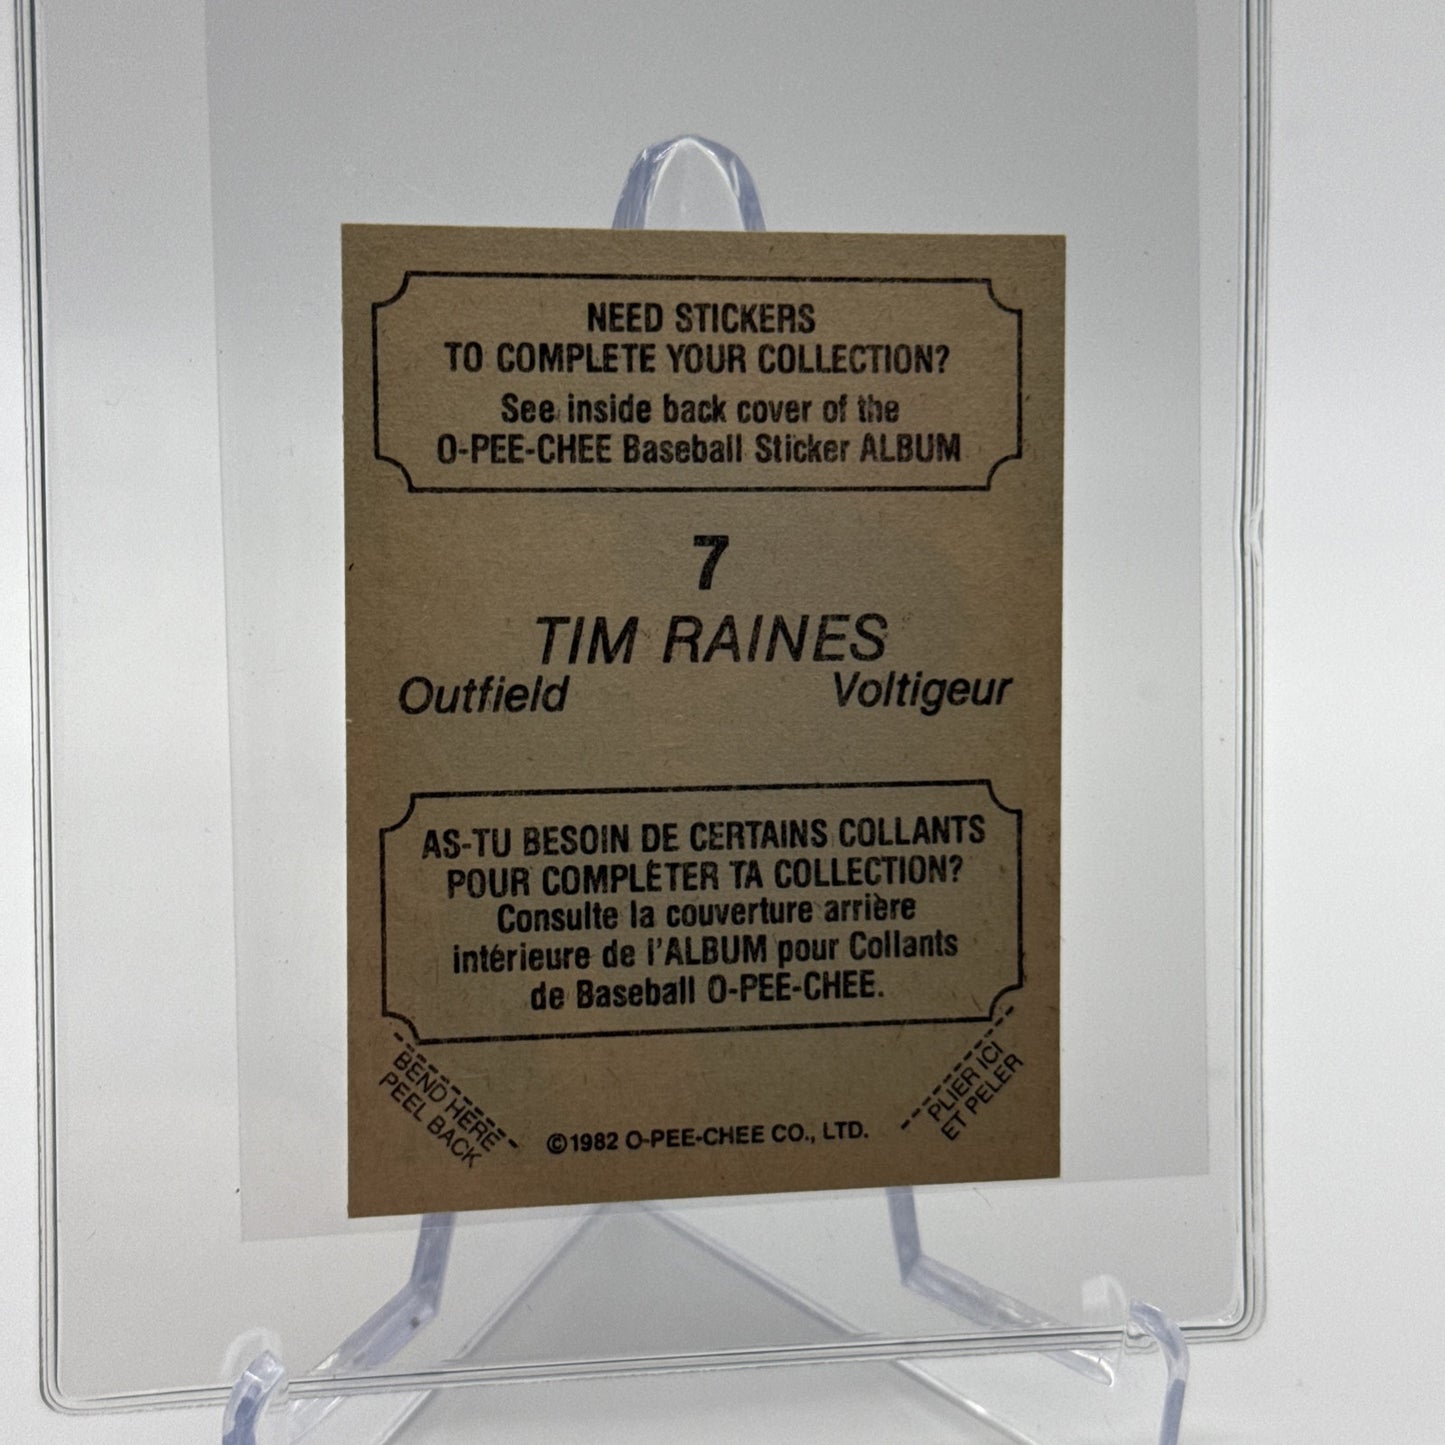 NEED STICKERS
TO COMPLETE YOUR COLLECTION?
See inside back cover of the
O-PEE-CHEE Baseball Sticker ALBUM
7
TIM RAINES
Outfield Voltigeur
AS-TU BESOIN DE CERTAINS COLLANTS
POUR COMPLÉTER TA COLLECTION?
Consulte la couverture arrière
intérieure de l'ALBUM pour Collants
de Baseball O-PEE-CHEE.
BEND HERE
PEEL BACK
©1982 O-PEE-CHEE CO., LTD.
PLIER ICI
ET PELER